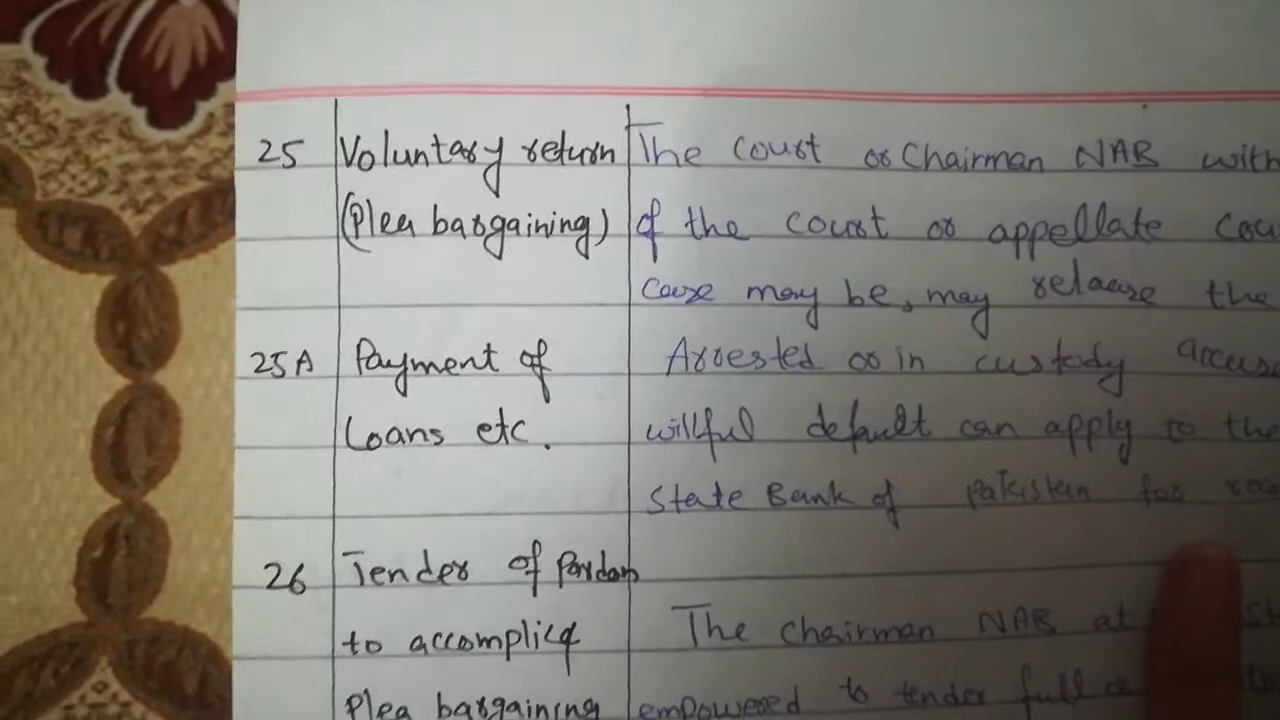 25 Voluntary return The Court or Chairman NAB with
(Plea bargaining) of the court or appellate
case may be, may relaease the
25A Payment of Arrested or in custody
Loans etc. willful default can apply to the
State Bank of pakistan for
26 Tender of Pardon
to accomplice The chairman NAB at
Plea bargaining empowered to tender full